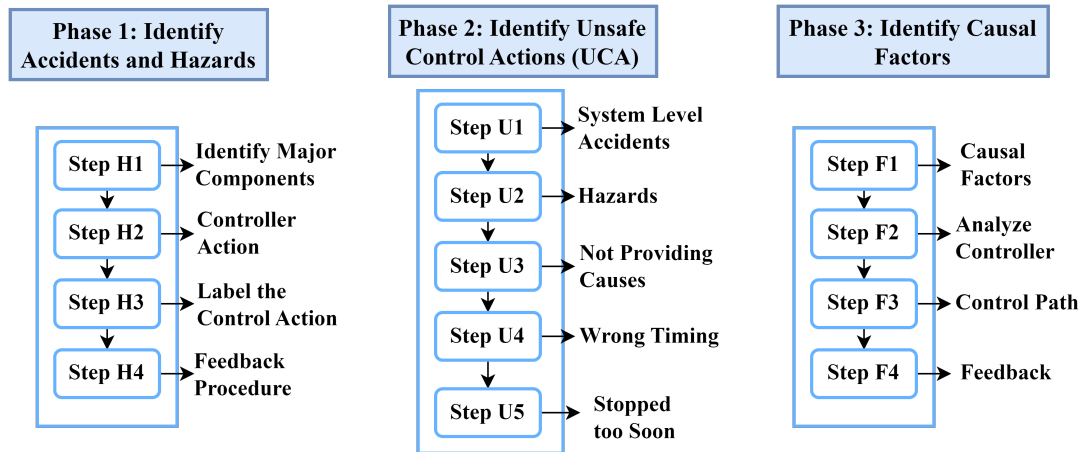 Phase 1: Identify
Accidents and Hazards
Step H1
Identify Major
Components
Step H2
Controller
Action
Step H3
Label the
Control Action
Step H4
Feedback
Procedure
Phase 2: Identify Unsafe
Control Actions (UCA)
Step U1
System Level
Accidents
Step U2
Hazards
Step U3
Not Providing
Causes
Step U4
Wrong Timing
Step U5
Stopped
too Soon
Phase 3: Identify Causal
Factors
Step F1
Causal
Factors
Step F2
Analyze
Controller
Step F3
Control Path
Step F4
Feedback